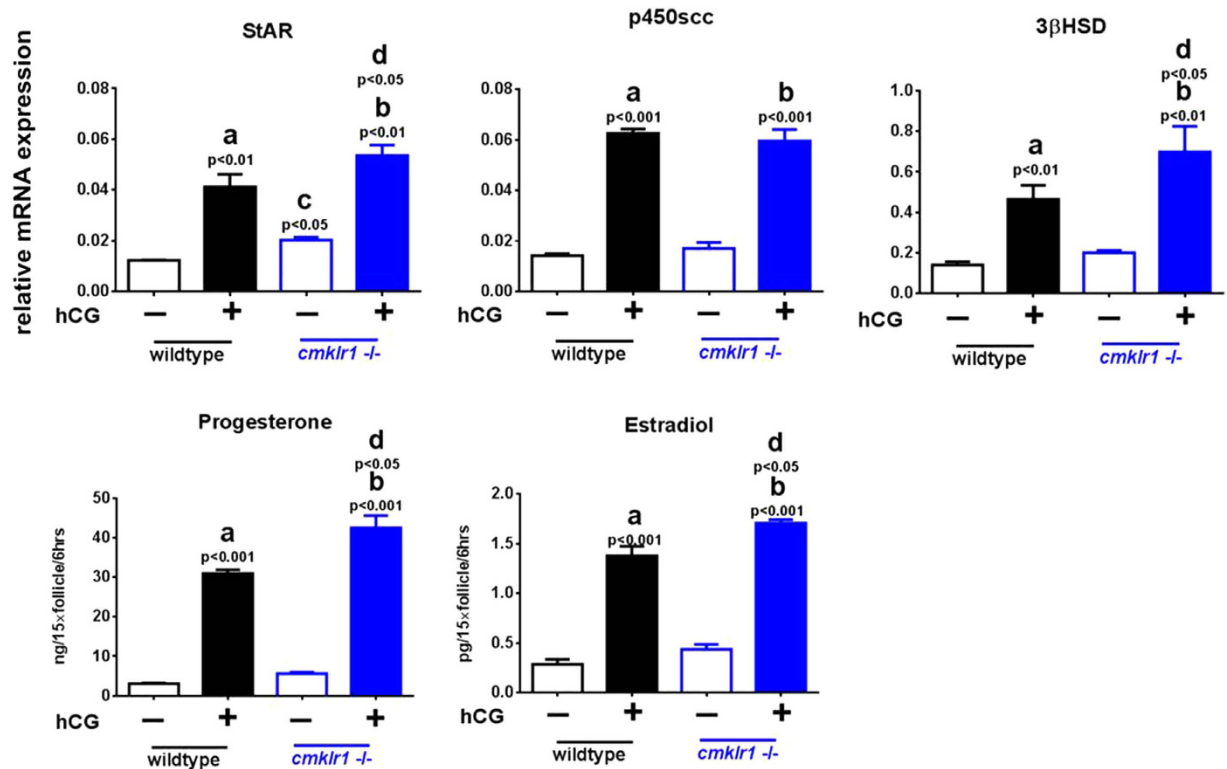 StAR
d
p<0.05
b
p<0.01
a
p<0.01
c
p<0.05
relative mRNA expression
0.08
0.06
0.04
0.02
0.00
hCG
− + − +
wildtype
cmklr1 -/-
p450scc
a
p<0.001
b
p<0.001
0.08
0.06
0.04
0.02
0.00
hCG
− + − +
wildtype
cmklr1 -/-
3βHSD
d
p<0.05
b
p<0.01
a
p<0.01
1.0
0.8
0.6
0.4
0.2
0.0
hCG
− + − +
wildtype
cmklr1 -/-
Progesterone
d
p<0.05
b
p<0.001
a
p<0.001
ng/15×follicle/6hrs
50
40
30
20
10
0
hCG
− + − +
wildtype
cmklr1 -/-
Estradiol
d
p<0.05
b
p<0.001
a
p<0.001
pg/15×follicle/6hrs
2.0
1.5
1.0
0.5
0.0
hCG
− + − +
wildtype
cmklr1 -/-